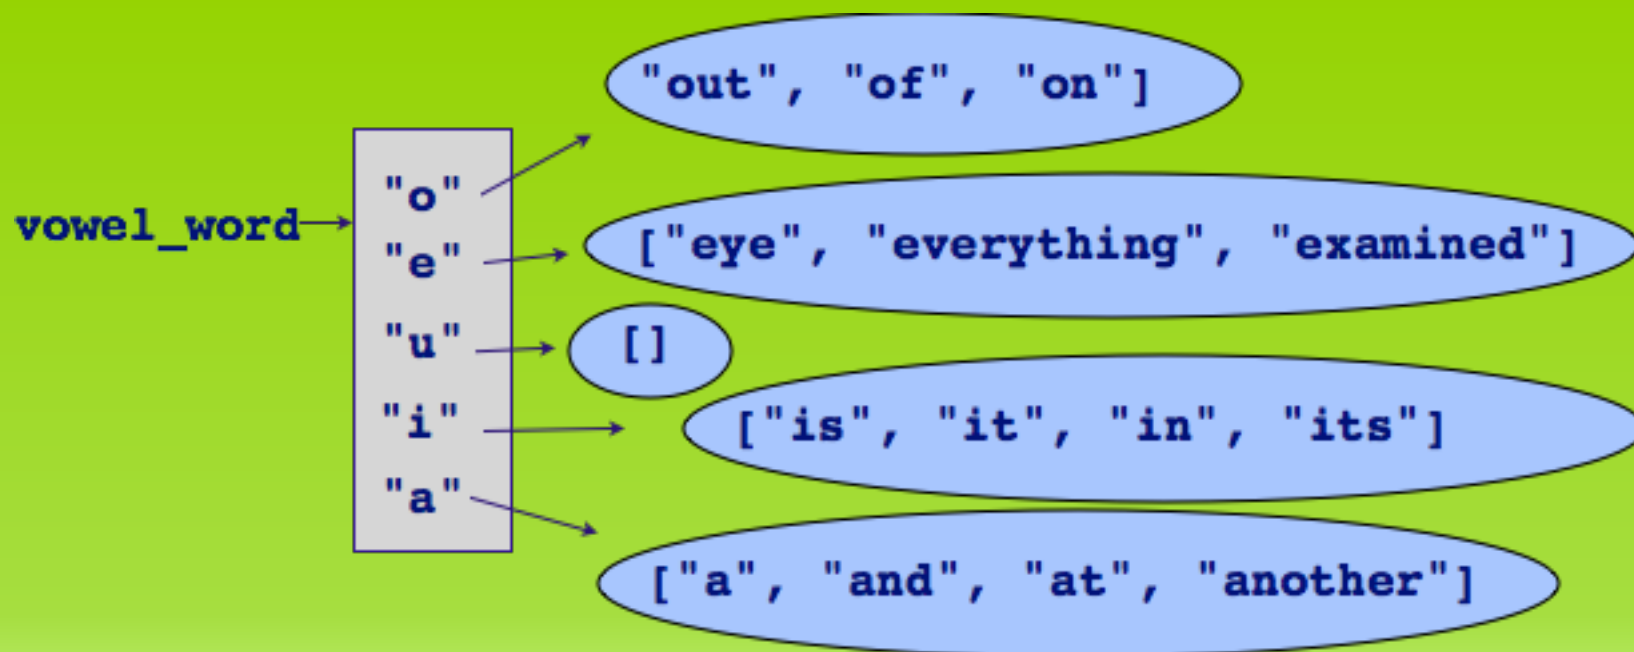 "out", "of", "on"]
vowel_word
"o"
"e"
["eye", "everything", "examined"]
"u"
[]
"i"
["is", "it", "in", "its"]
"a"
["a", "and", "at", "another"]